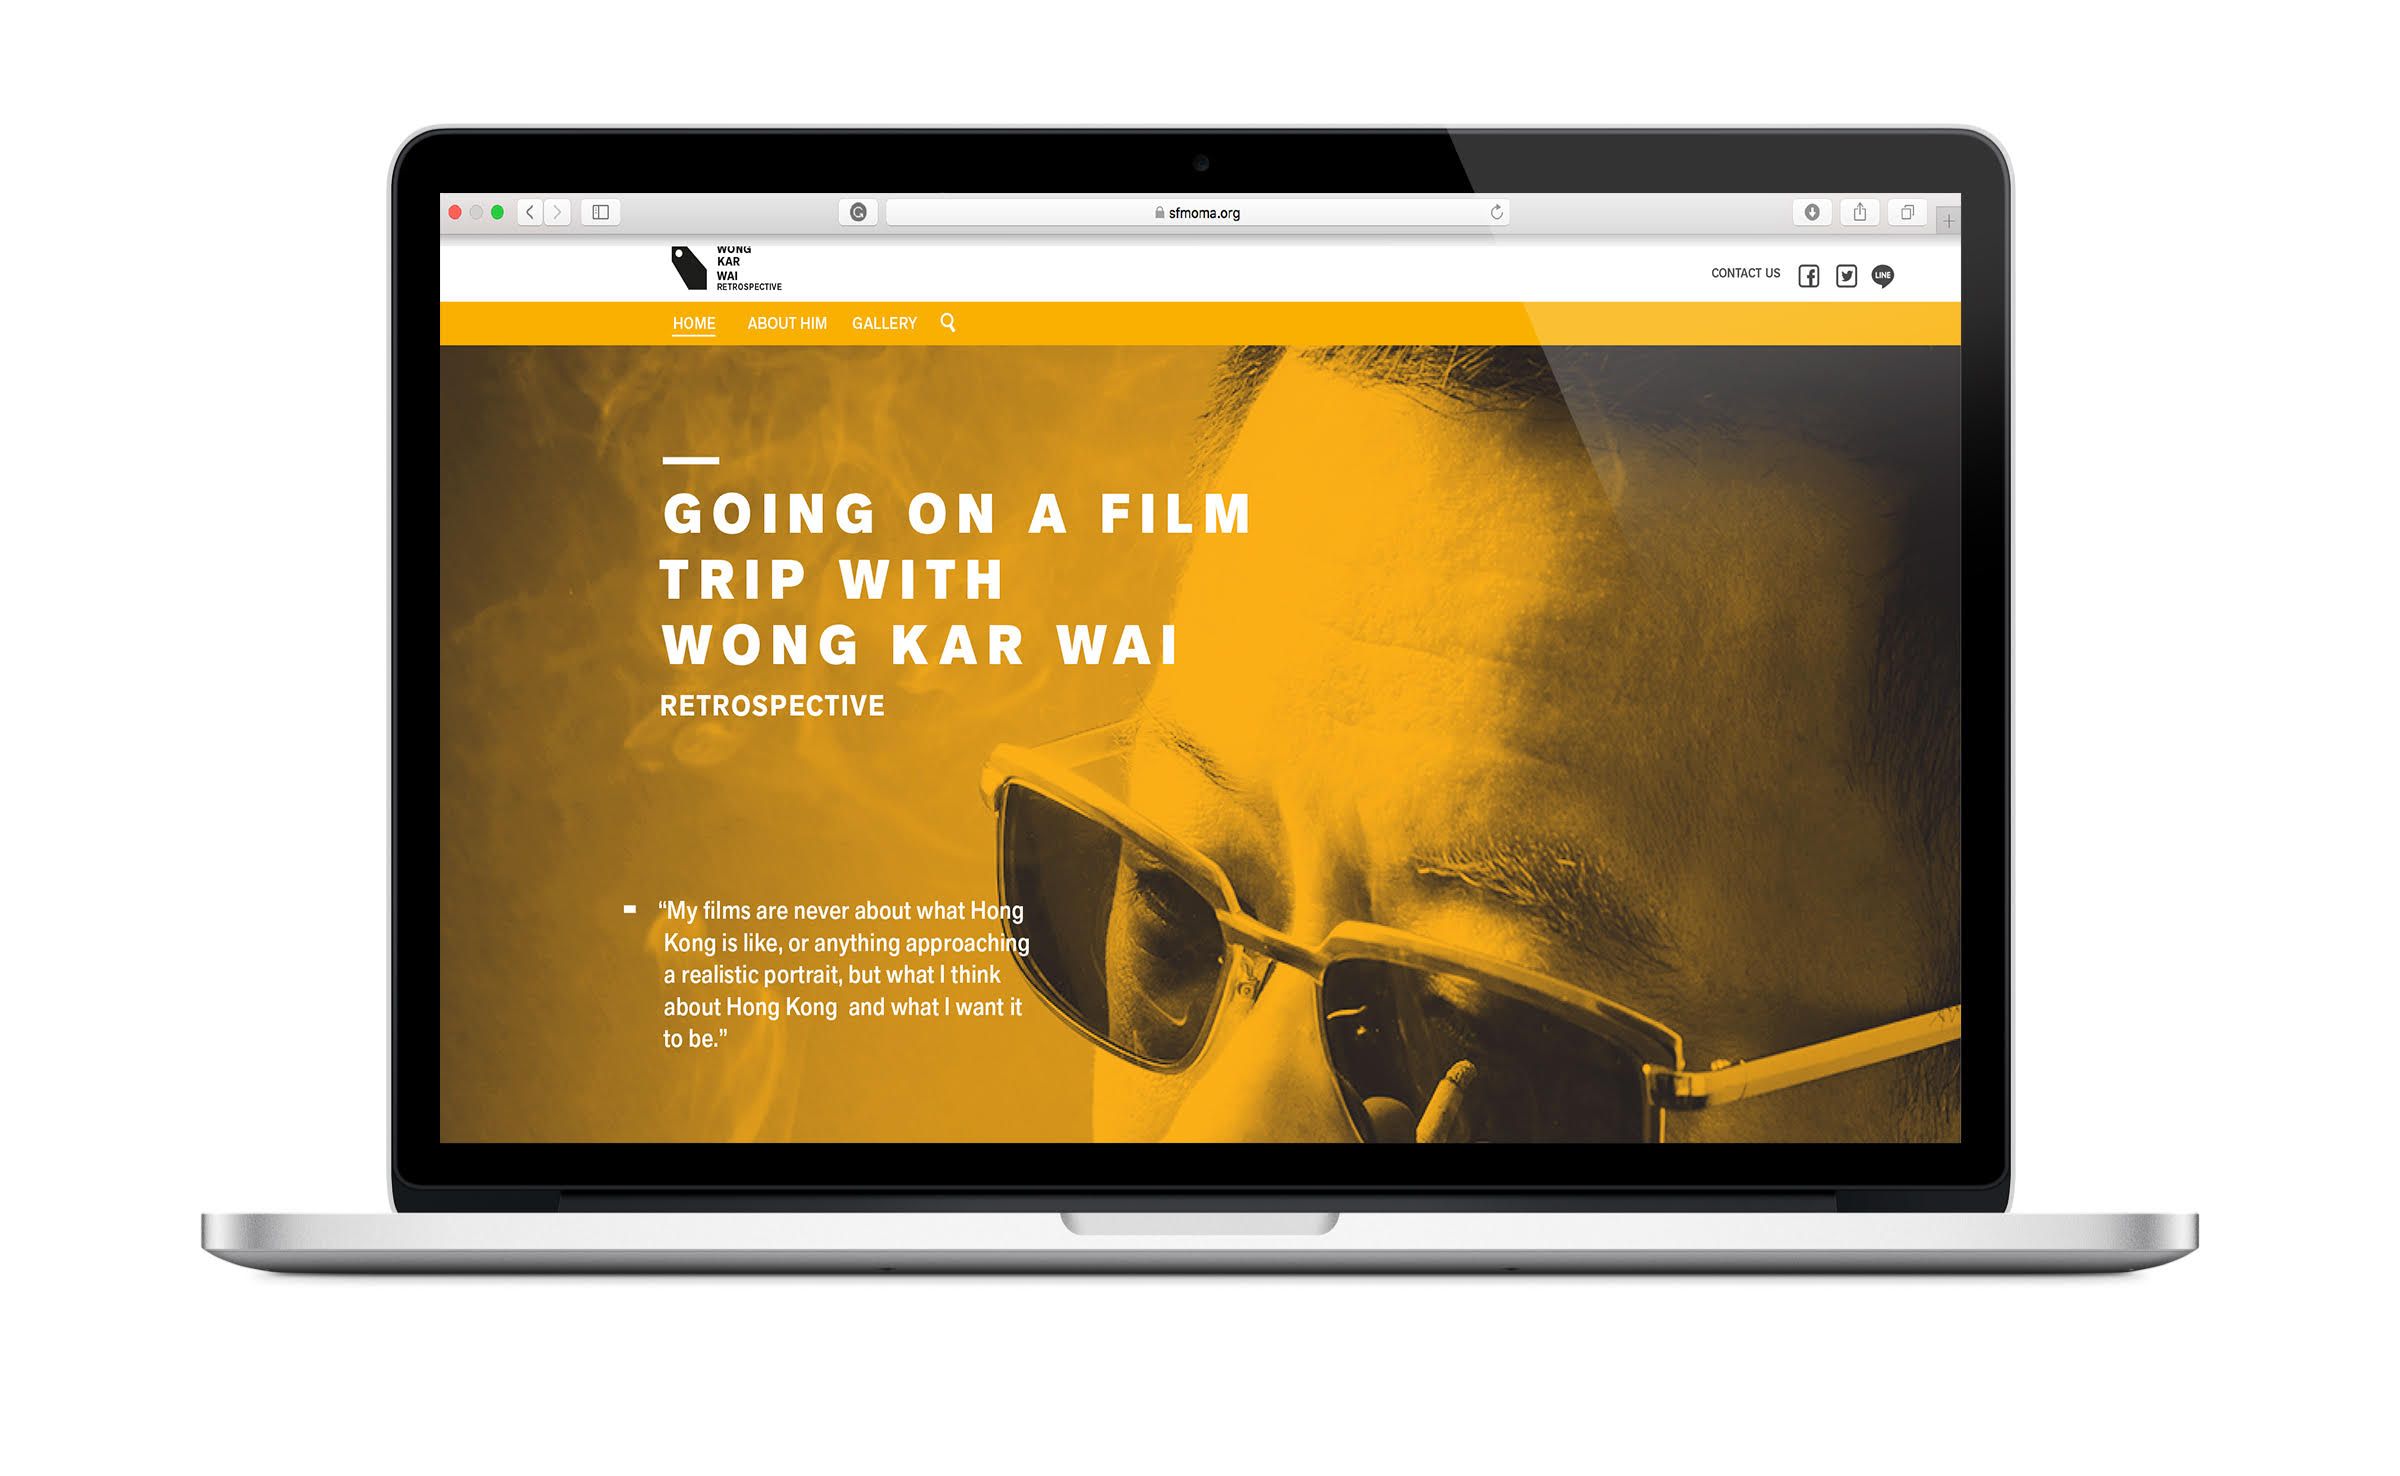 sfmoma.org
WONG
KAR
WAI
RETROSPECTIVE
CONTACT US
LINE
HOME ABOUT HIM GALLERY
GOING ON A FILM
TRIP WITH
WONG KAR WAI
RETROSPECTIVE
“My films are never about what Hong
Kong is like, or anything approaching
a realistic portrait, but what I think
about Hong Kong and what I want it
to be.”